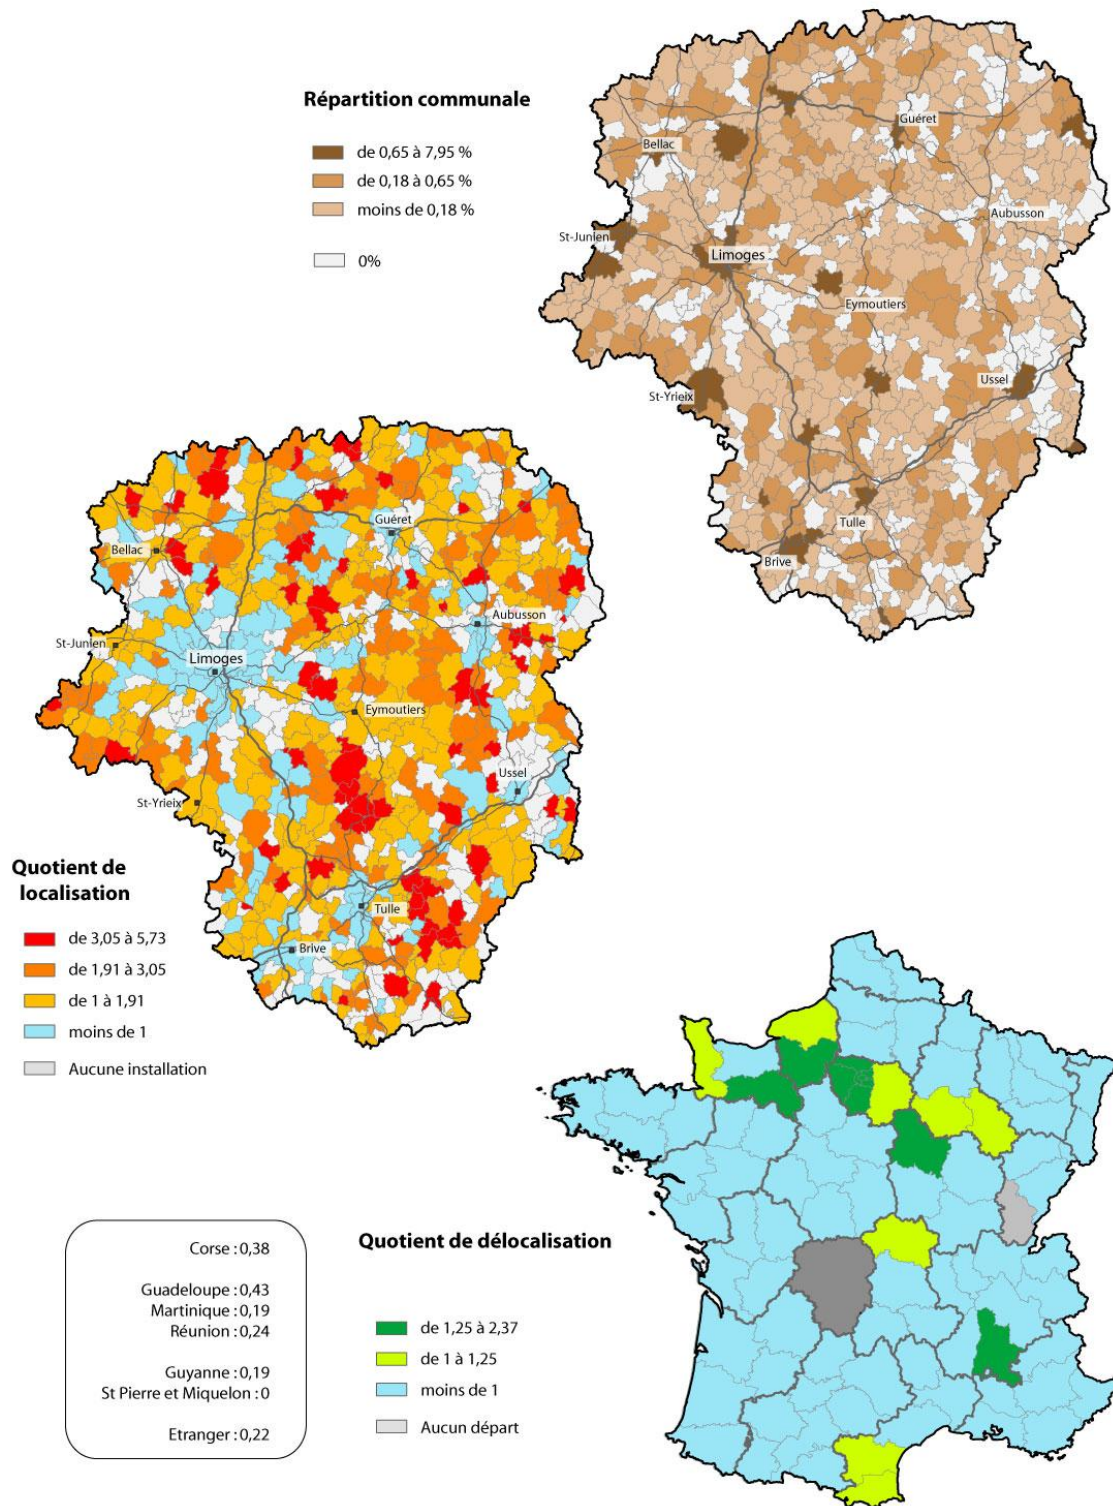 Répartition communale
de 0,65 à 7,95 %
de 0,18 à 0,65 %
moins de 0,18 %
0%
Guéret
Bellac
Aubusson
St-Junien
Limoges
Eymoutiers
Ussel
St-Yrieix
Tulle
Brive
Guéret
Bellac
Aubusson
St-Junien
Limoges
Eymoutiers
Ussel
St-Yrieix
Tulle
Brive
Quotient de
localisation
de 3,05 à 5,73
de 1,91 à 3,05
de 1 à 1,91
moins de 1
Aucune installation
Corse : 0,38
Guadeloupe : 0,43
Martinique : 0,19
Réunion : 0,24
Guyanne : 0,19
St Pierre et Miquelon : 0
Etranger : 0,22
Quotient de délocalisation
de 1,25 à 2,37
de 1 à 1,25
moins de 1
Aucun départ